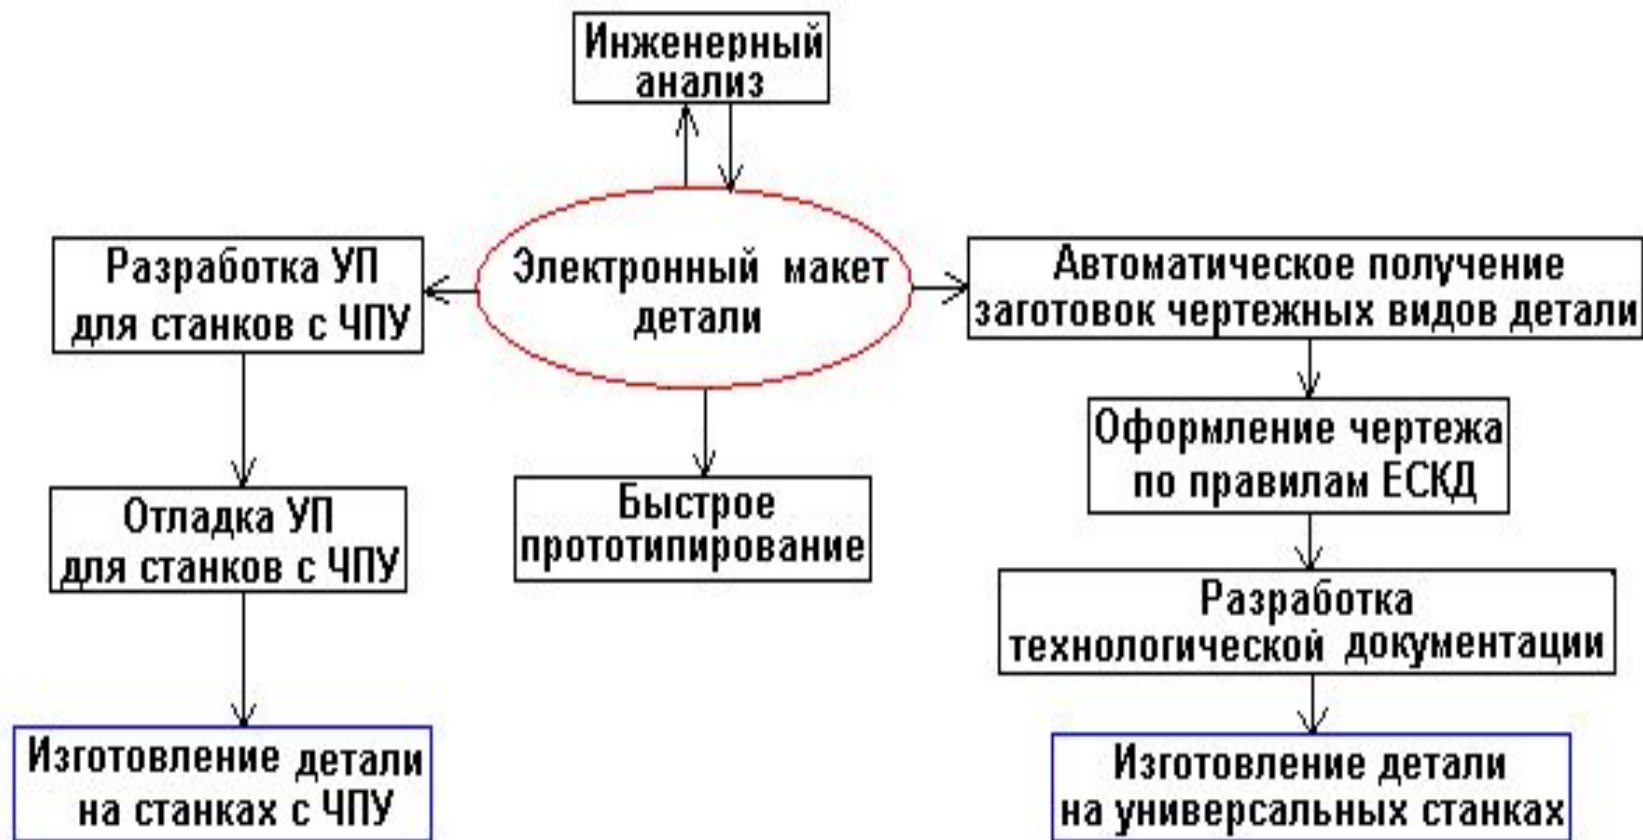 Инженерный
анализ
Электронный макет
детали
Разработка УП
для станков с ЧПУ
Отладка УП
для станков с ЧПУ
Изготовление детали
на станках с ЧПУ
Быстрое
прототипирование
Автоматическое получение
заготовок чертежных видов детали
Оформление чертежа
по правилам ЕСКД
Разработка
технологической документации
Изготовление детали
на универсальных станках